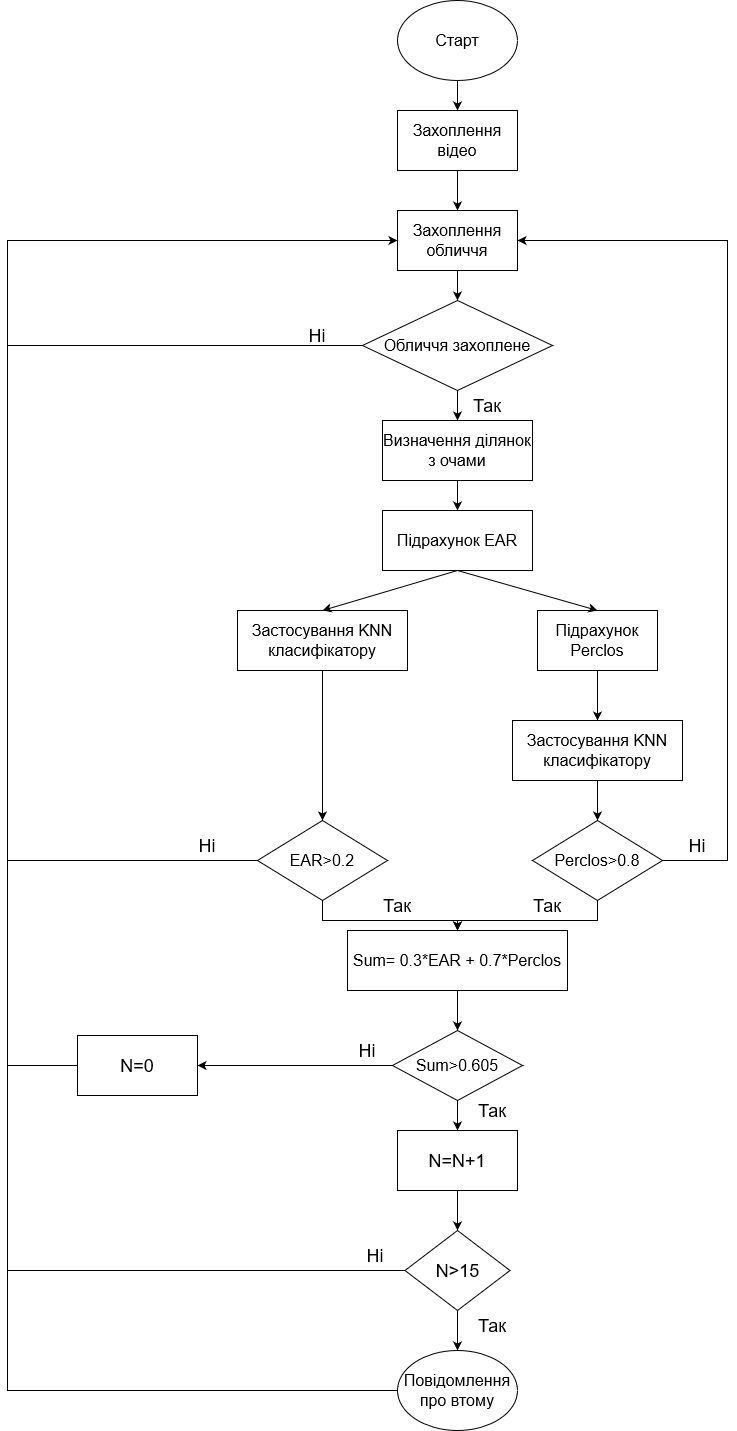 Старт
Захоплення
відео
Захоплення
обличчя
Ні
Обличчя захоплене
Так
Визначення ділянок
з очами
Підрахунок EAR
Застосування KNN
класифікатору
Підрахунок
Perclos
Застосування KNN
класифікатору
Ні
EAR>0.2
Perclos>0.8
Ні
Так
Так
Sum= 0.3*EAR + 0.7*Perclos
Ні
N=0
Sum>0.605
Так
N=N+1
Ні
N>15
Так
Повідомлення
про втому